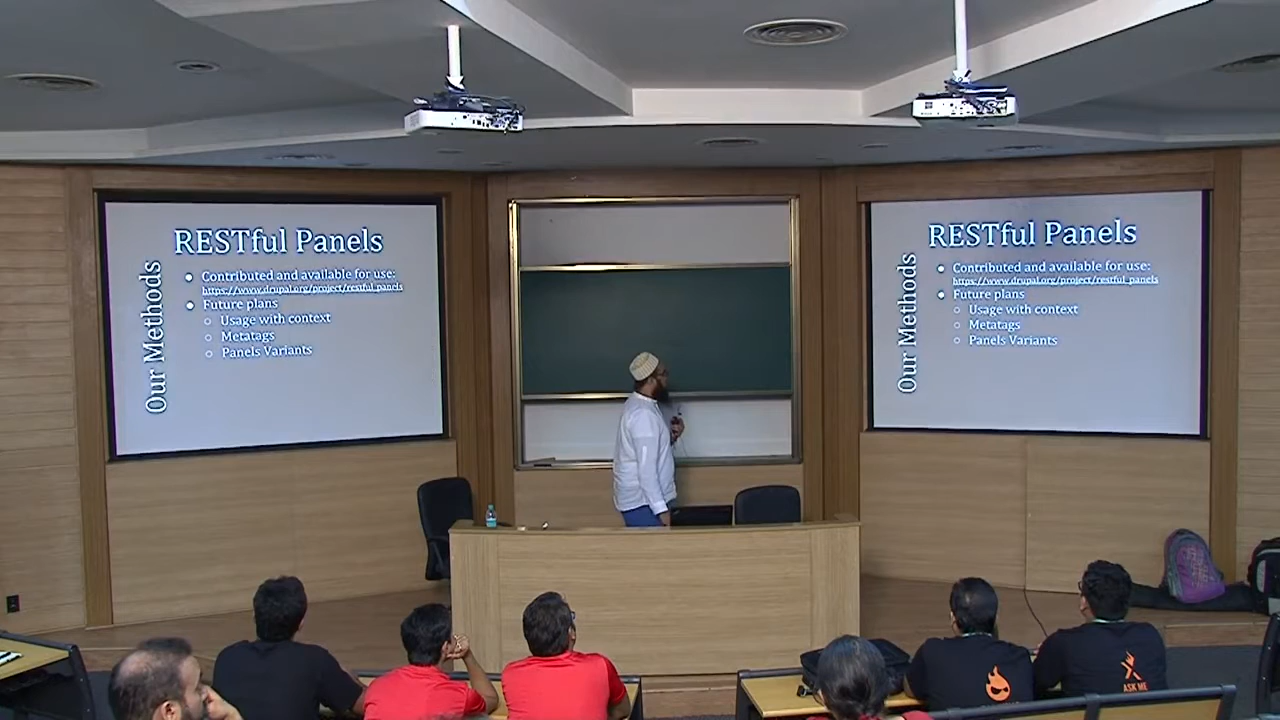 RESTful Panels
Our Methods
● Contributed and available for use:
https://www.drupal.org/project/restful_panels
● Future plans
○ Usage with context
○ Metatags
○ Panels Variants
RESTful Panels
Our Methods
● Contributed and available for use:
https://www.drupal.org/project/restful_panels
● Future plans
○ Usage with context
○ Metatags
○ Panels Variants
ASK ME